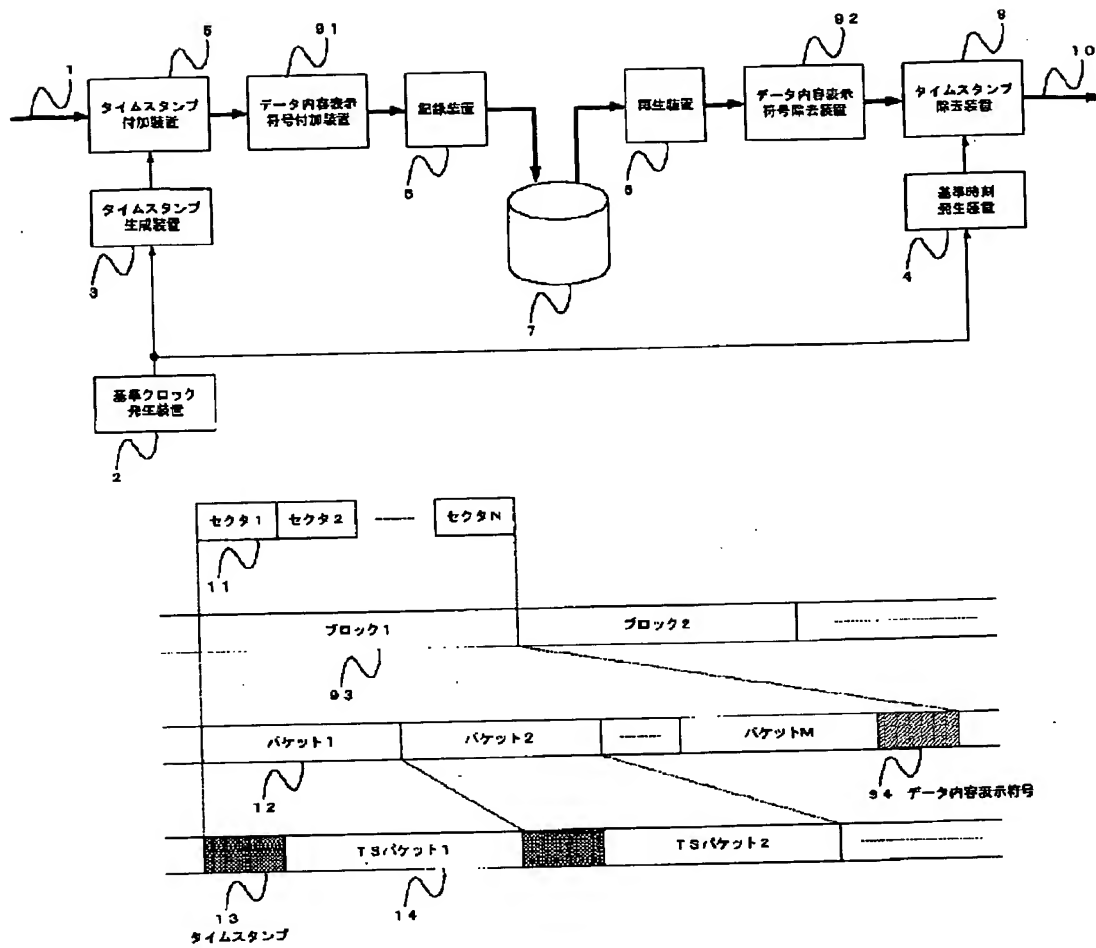 5
91
92
9
1
10
タイムスタンプ
付加装置
データ内容表示
符号付加装置
記録装置
再生装置
データ内容表示
符号除去装置
タイムスタンプ
除去装置
6
タイムスタンプ
生成装置
基準時刻
発生装置
3
4
7
基準クロック
発生装置
2
セクタ1
セクタ2
セクタN
11
ブロック1
ブロック2
93
パケット1
パケット2
パケットM
12
94 データ内容表示符号
TSパケット1
TSパケット2
13
14
タイムスタンプ